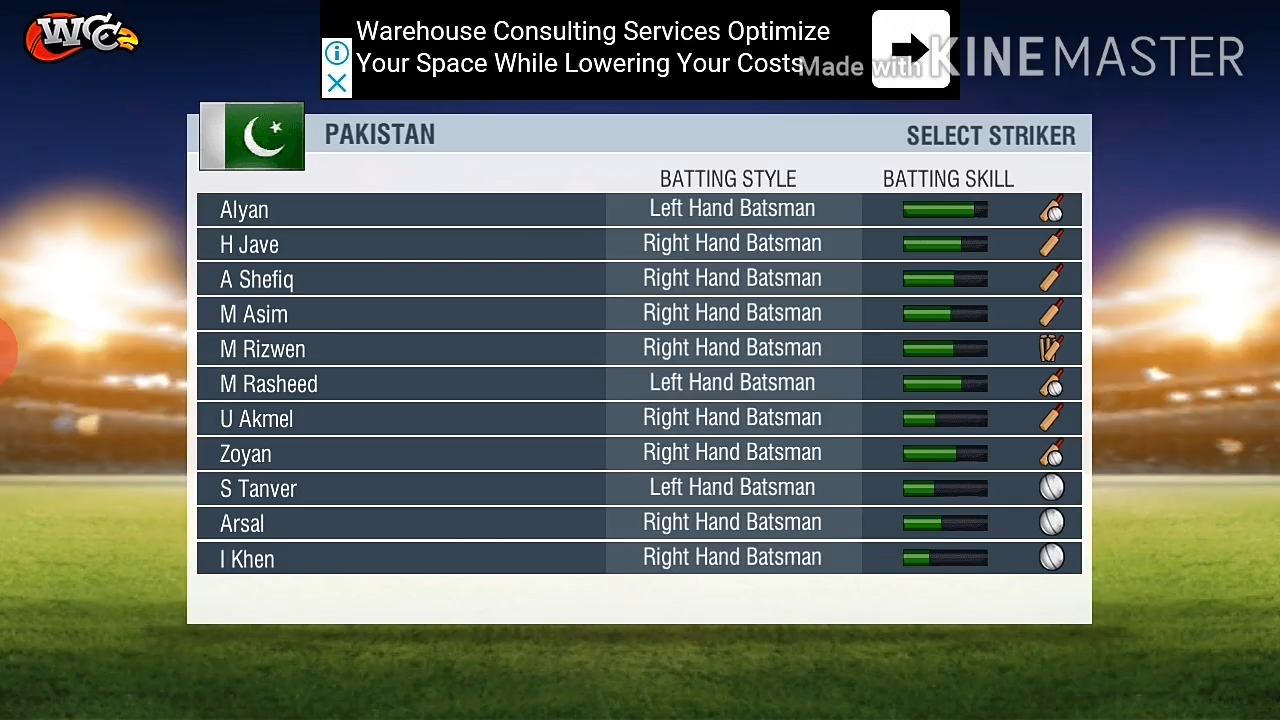 WCC
Warehouse Consulting Services Optimize
Your Space While Lowering Your Costs
Made with KINEMASTER
PAKISTAN
SELECT STRIKER
BATTING STYLE BATTING SKILL
Alyan Left Hand Batsman
H Jave Right Hand Batsman
A Shefiq Right Hand Batsman
M Asim Right Hand Batsman
M Rizwen Right Hand Batsman
M Rasheed Left Hand Batsman
U Akmel Right Hand Batsman
Zoyan Right Hand Batsman
S Tanver Left Hand Batsman
Arsal Right Hand Batsman
I Khen Right Hand Batsman